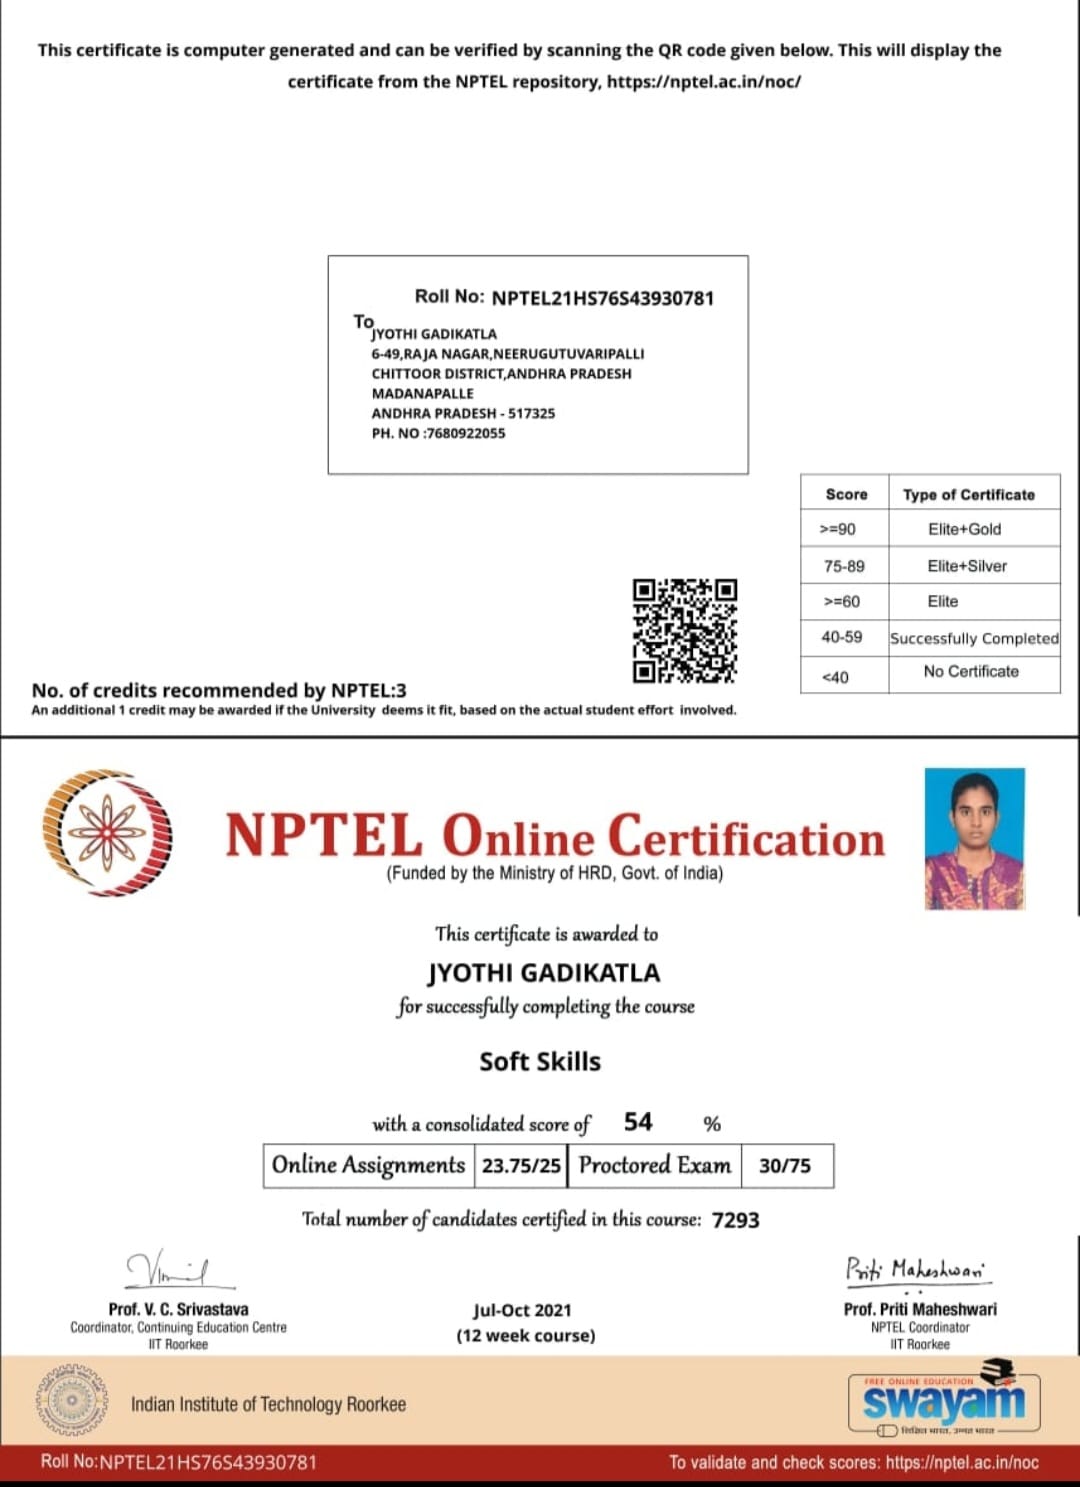 This certificate is computer generated and can be verified by scanning the QR code given below. This will display the
certificate from the NPTEL repository, https://nptel.ac.in/noc/
Roll No: NPTEL21HS76S43930781
To
JYOTHI GADIKATLA
6-49,RAJA NAGAR,NEERUGUTUVARIPALLI
CHITTOOR DISTRICT,ANDHRA PRADESH
MADANAPALLE
ANDHRA PRADESH - 517325
PH. NO :7680922055
Score Type of Certificate
>=90 Elite+Gold
75-89 Elite+Silver
>=60 Elite
40-59 Successfully Completed
<40 No Certificate
No. of credits recommended by NPTEL:3
An additional 1 credit may be awarded if the University deems it fit, based on the actual student effort involved.
NPTEL Online Certification
(Funded by the Ministry of HRD, Govt. of India)
This certificate is awarded to
JYOTHI GADIKATLA
for successfully completing the course
Soft Skills
with a consolidated score of 54 %
Online Assignments 23.75/25 Proctored Exam 30/75
Total number of candidates certified in this course: 7293
Priti Maheshwari
Prof. V. C. Srivastava
Coordinator, Continuing Education Centre
IIT Roorkee
Jul-Oct 2021
(12 week course)
Prof. Priti Maheshwari
NPTEL Coordinator
IIT Roorkee
Indian Institute of Technology Roorkee
FREE ONLINE EDUCATION
swayam
शिक्षित भारत, उन्नत भारत
Roll No:NPTEL21HS76S43930781
To validate and check scores: https://nptel.ac.in/noc